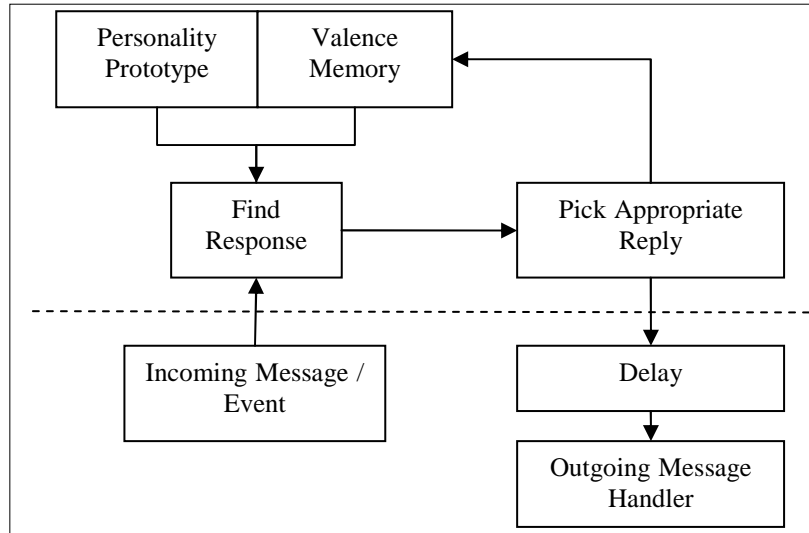 Personality
Prototype
Valence
Memory
Find
Response
Pick Appropriate
Reply
Incoming Message /
Event
Delay
Outgoing Message
Handler